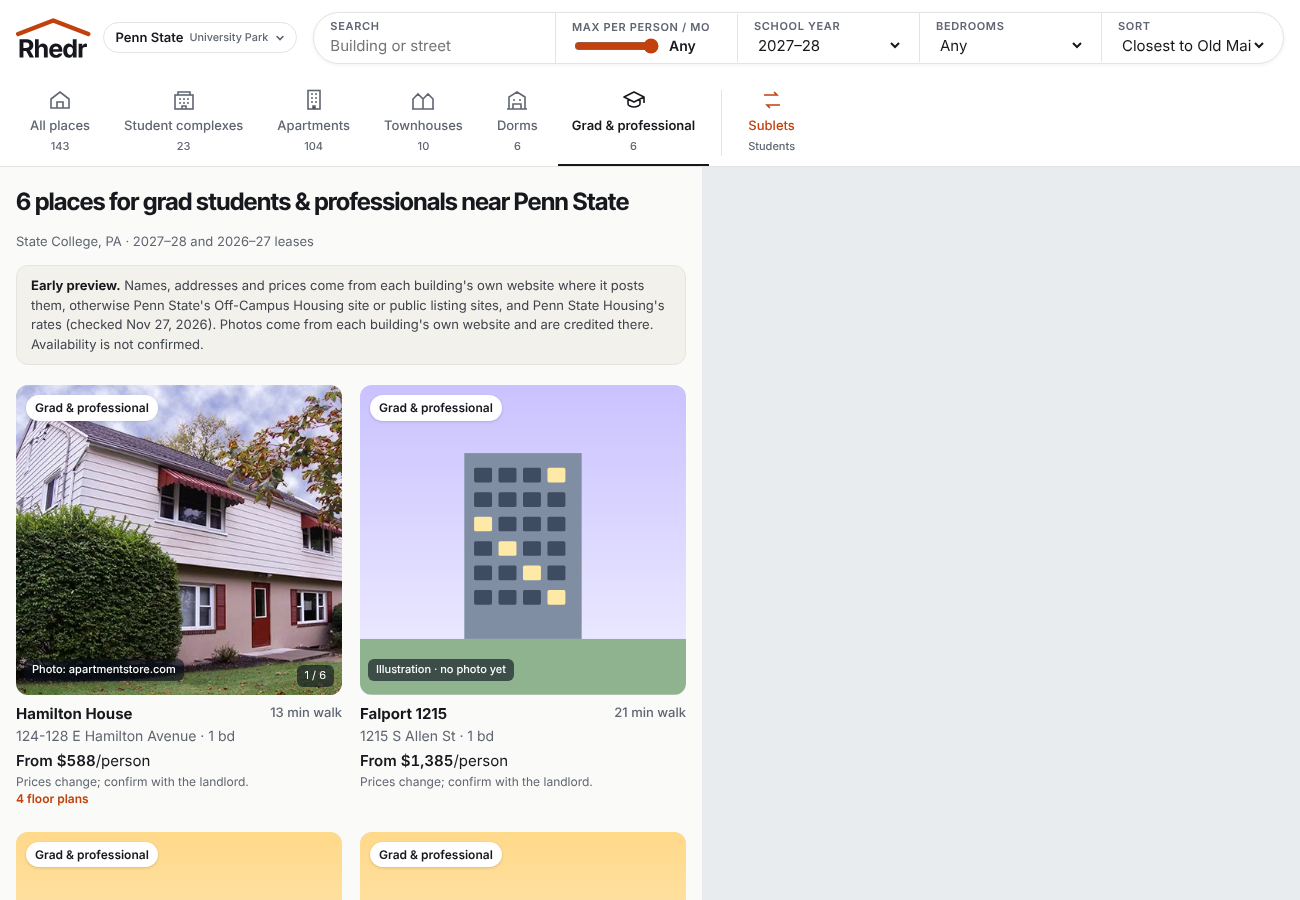 Rhedr
Penn State University Park
SEARCH
Building or street
MAX PER PERSON / MO
Any
SCHOOL YEAR
2027–28
BEDROOMS
Any
SORT
Closest to Old Mai
All places
143
Student complexes
23
Apartments
104
Townhouses
10
Dorms
6
Grad & professional
6
Sublets
Students
6 places for grad students & professionals near Penn State
State College, PA · 2027–28 and 2026–27 leases
Early preview. Names, addresses and prices come from each building's own website where it posts
them, otherwise Penn State's Off-Campus Housing site or public listing sites, and Penn State Housing's
rates (checked Nov 27, 2026). Photos come from each building's own website and are credited there.
Availability is not confirmed.
Grad & professional
Photo: apartmentstore.com
1 / 6
Hamilton House 13 min walk
124-128 E Hamilton Avenue · 1 bd
From $588/person
Prices change; confirm with the landlord.
4 floor plans
Grad & professional
Illustration · no photo yet
Falport 1215 21 min walk
1215 S Allen St · 1 bd
From $1,385/person
Prices change; confirm with the landlord.
Grad & professional
Grad & professional